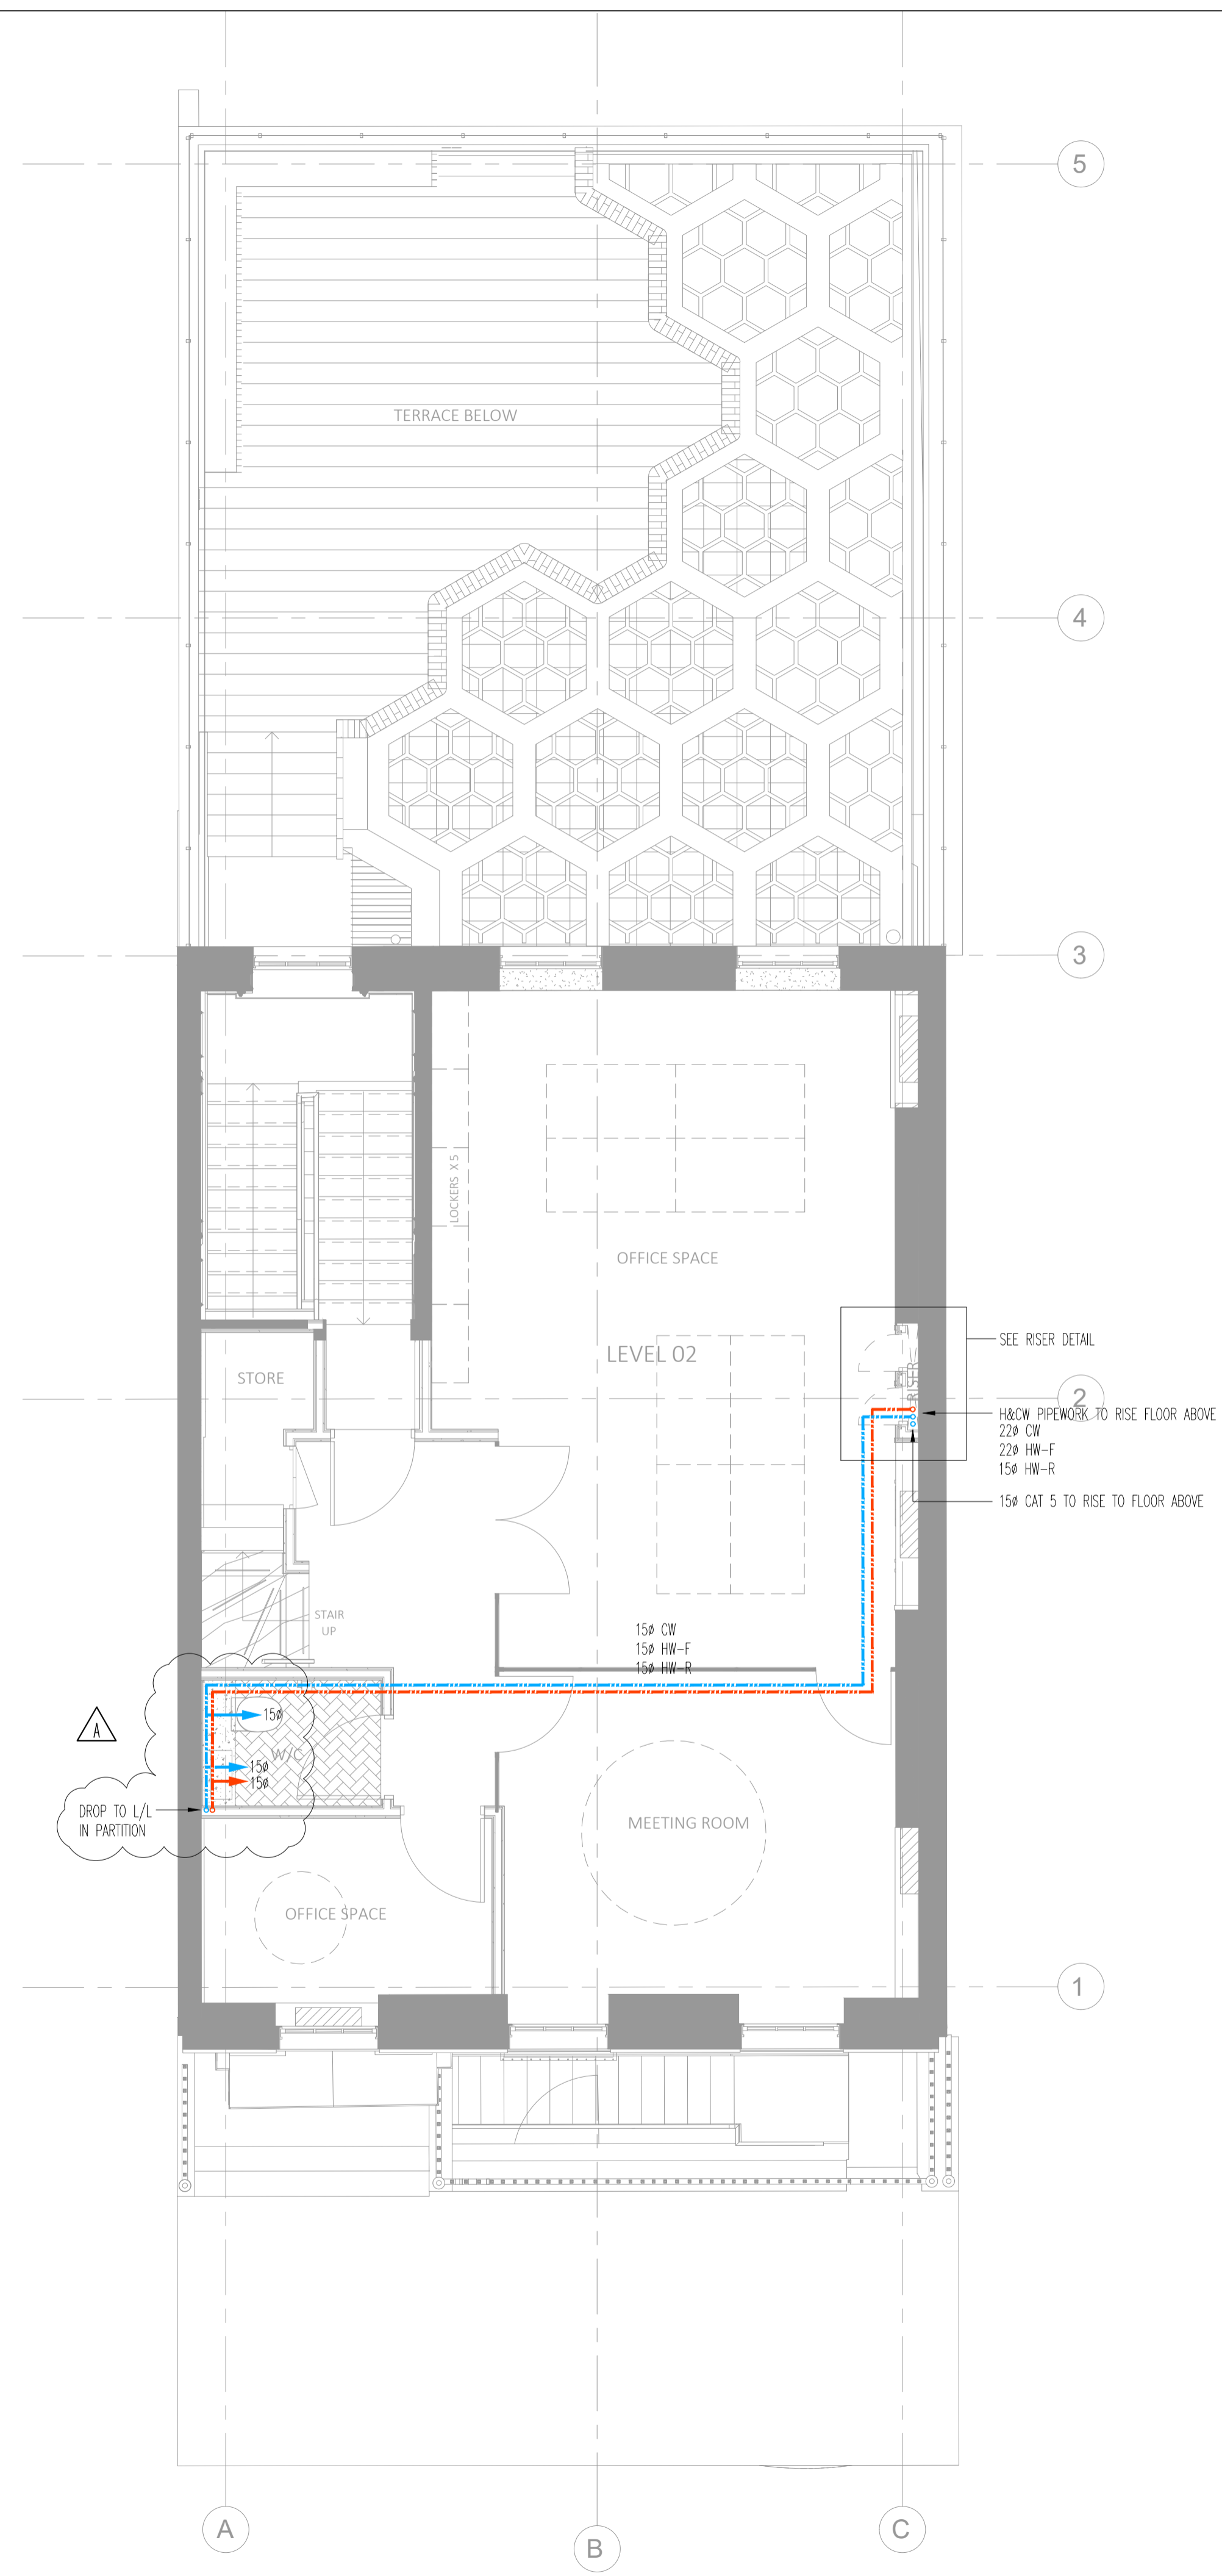 5
TERRACE BELOW
4
3
LOCKERS X 5
OFFICE SPACE
LEVEL 02
SEE RISER DETAIL
STORE
RISER
2
H&CW PIPEWORK TO RISE FLOOR ABOVE
22ø CW
22ø HW-F
15ø HW-R
15ø CAT 5 TO RISE TO FLOOR ABOVE
STAIR
UP
15ø CW
15ø HW-F
15ø HW-R
A
15ø
W/C
15ø
15ø
DROP TO L/L
IN PARTITION
MEETING ROOM
OFFICE SPACE
1
A
B
C